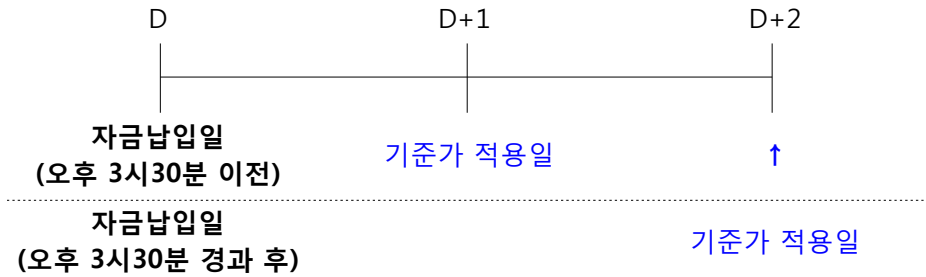 D D+1 D+2
자금납입일
(오후 3시30분 이전)
기준가 적용일
↑
자금납입일
(오후 3시30분 경과 후)
기준가 적용일